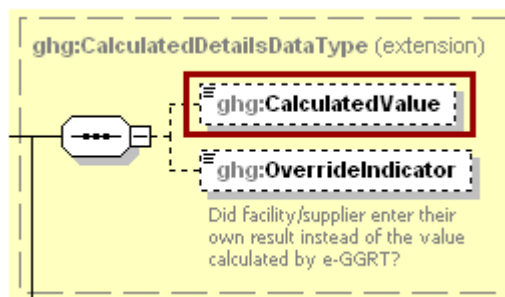 ghg:CalculatedDetailsDataType (extension)
ghg:CalculatedValue
ghg:OverrideIndicator
Did facility/supplier enter their
own result instead of the value
calculated by e-GGRT?